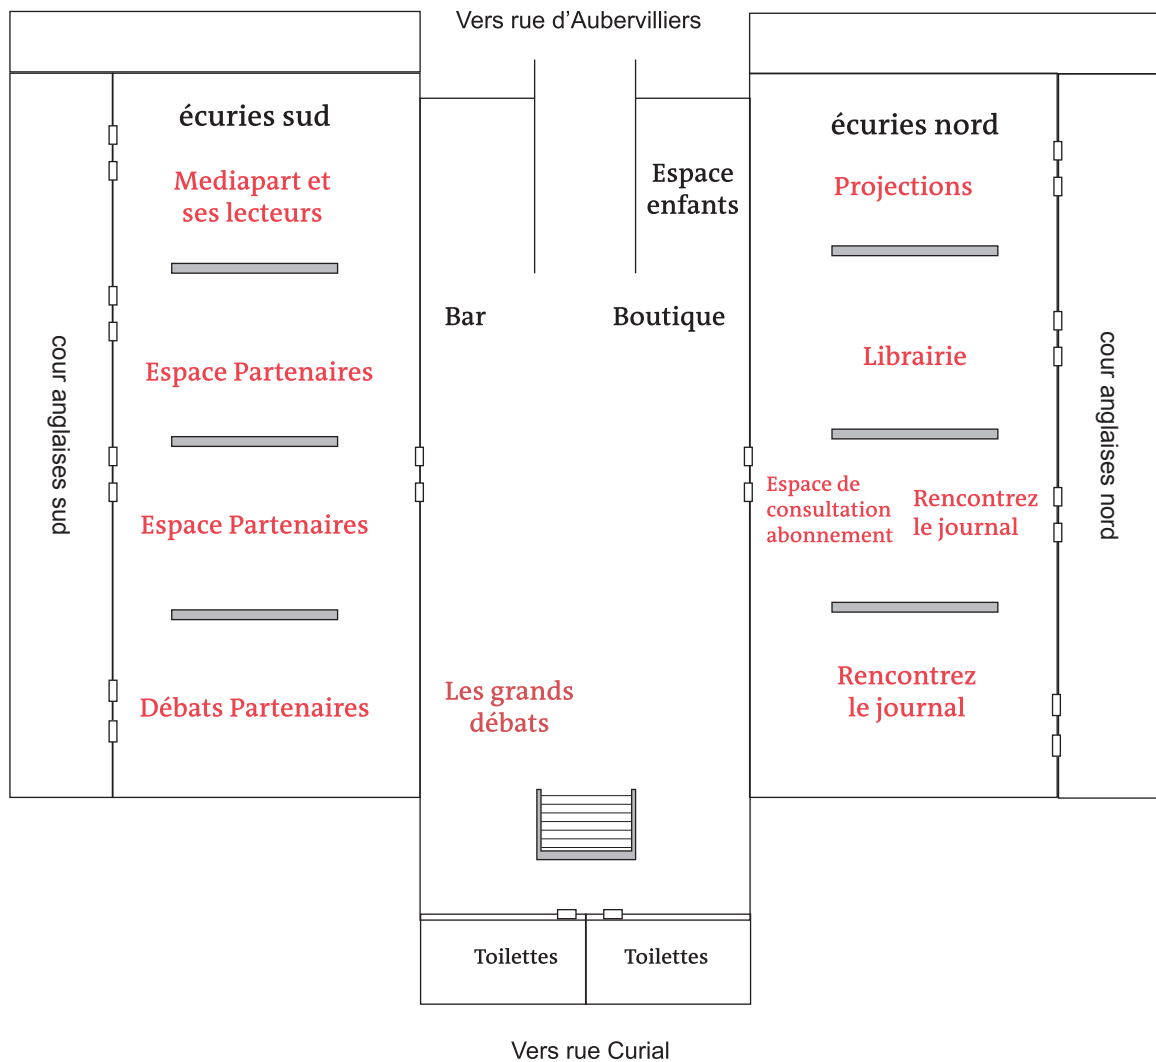 Vers rue d'Aubervilliers
écuries sud
Mediapart et
ses lecteurs
Espace Partenaires
Espace Partenaires
Débats Partenaires
cour anglaises sud
Espace
enfants
Bar
Boutique
Les grands
débats
Toilettes
Toilettes
écuries nord
Projections
Librairie
Espace de
consultation
abonnement
Rencontrez
le journal
Rencontrez
le journal
cour anglaises nord
Vers rue Curial